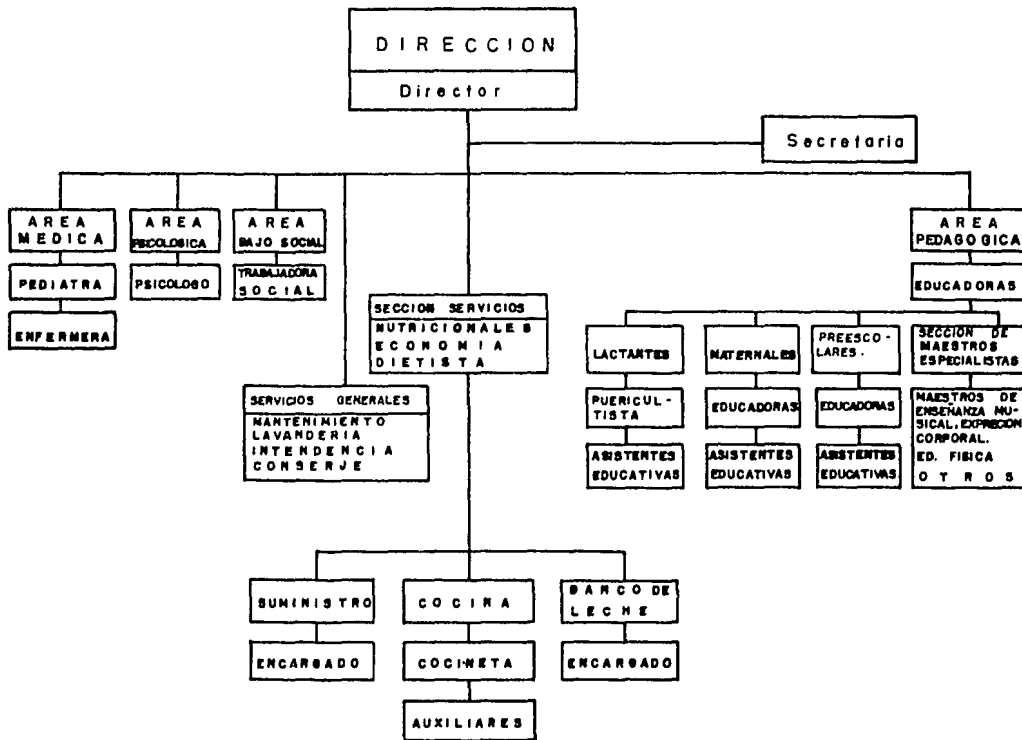 DIRECCION
Director
Secretaria
AREA
MEDICA
PEDIATRA
ENFERMERA
AREA
PSICOLOGICA
PSICOLOGO
AREA
BAJO SOCIAL
TRABAJADORA
SOCIAL
SERVICIOS GENERALES
MANTENIMIENTO
LAVANDERIA
INTENDENCIA
CONSERJE
SECCION SERVICIOS
NUTRICIONALES
ECONOMIA
DIETISTA
SUMINISTRO
ENCARGADO
COCINA
COCINETA
AUXILIARES
BANCO DE
LECHE
ENCARGADO
AREA
PEDAGOGICA
EDUCADORAS
LACTANTES
PUERICUL-
TISTA
ASISTENTES
EDUCATIVAS
MATERNALES
EDUCADORAS
ASISTENTES
EDUCATIVAS
PREESCO-
LARES.
EDUCADORAS
ASISTENTES
EDUCATIVAS
SECCION DE
MAESTROS
ESPECIALISTAS
MAESTROS DE
ENSEÑANZA MU-
SICAL, EXPRECION
CORPORAL.
ED. FISICA
OTROS